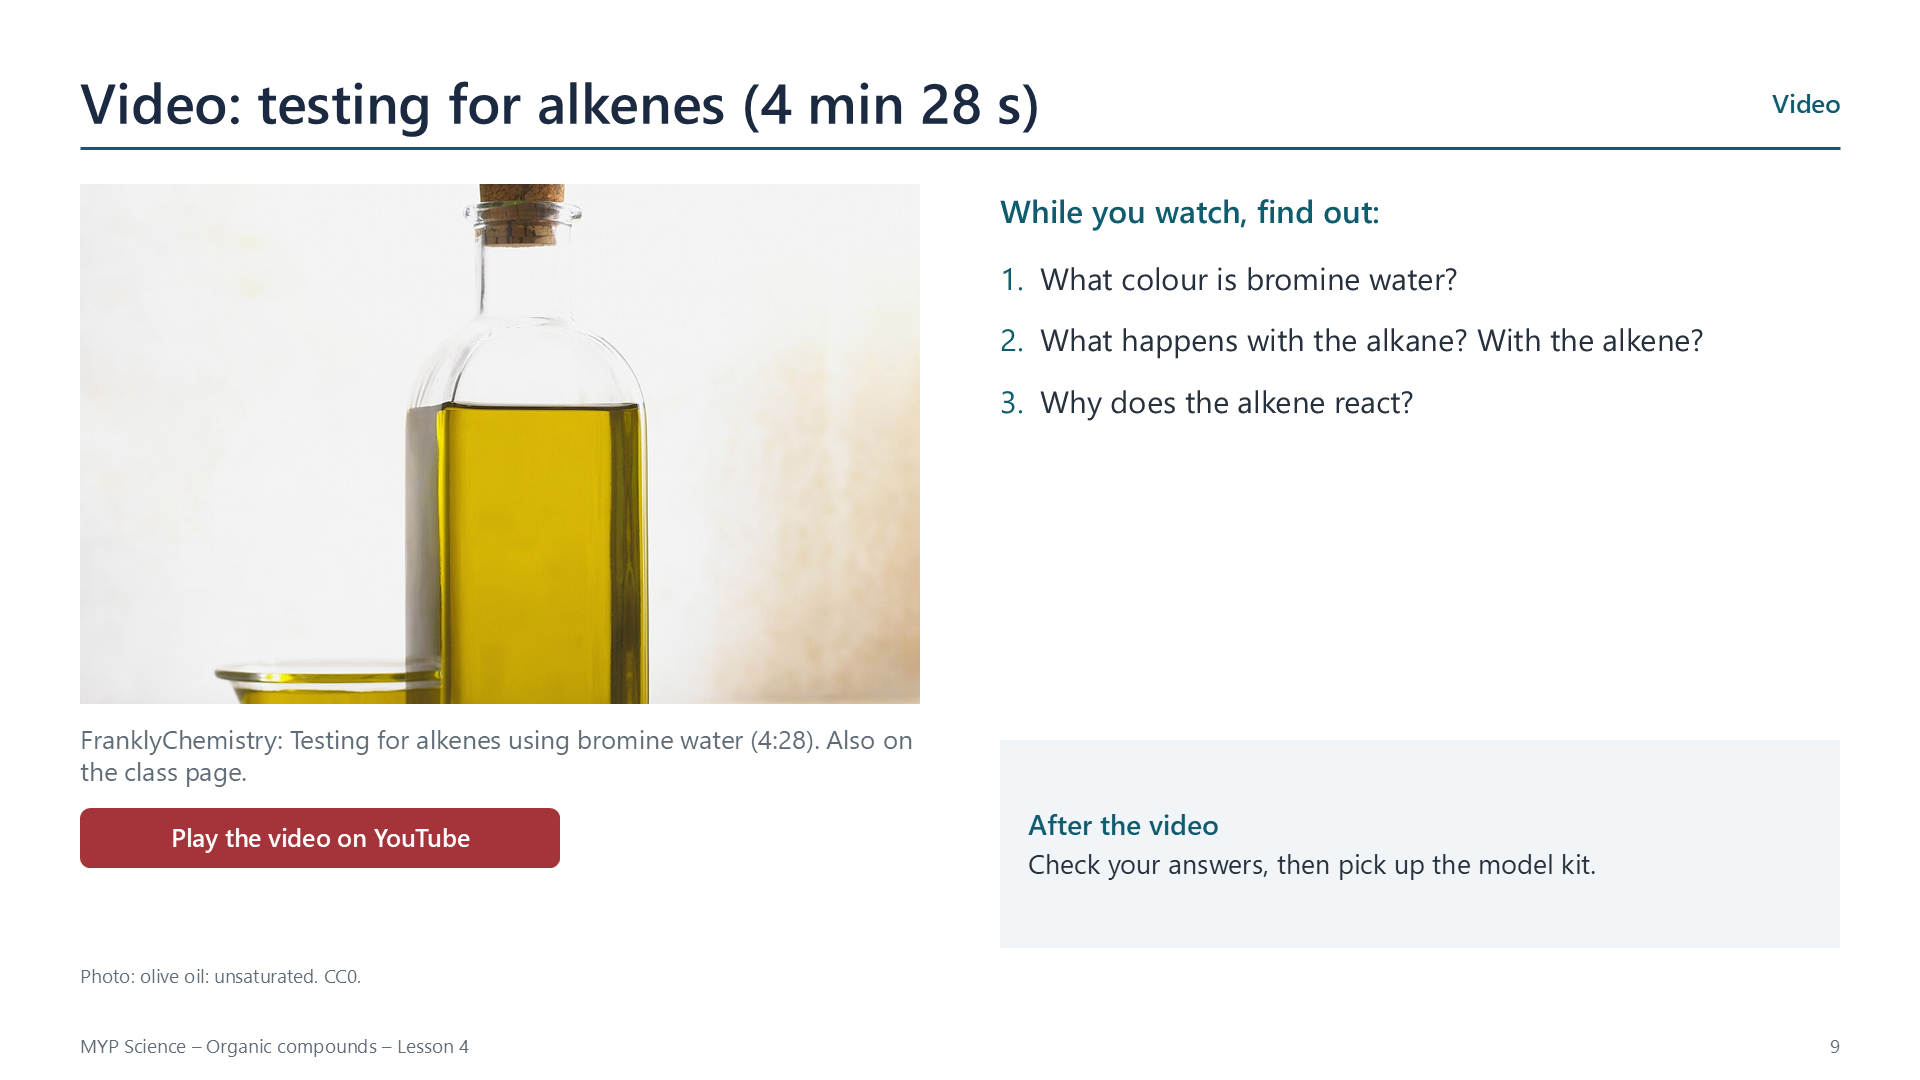 Video: testing for alkenes (4 min 28 s)
Video
While you watch, find out:
1. What colour is bromine water?
2. What happens with the alkane? With the alkene?
3. Why does the alkene react?
FranklyChemistry: Testing for alkenes using bromine water (4:28). Also on
the class page.
Play the video on YouTube
After the video
Check your answers, then pick up the model kit.
Photo: olive oil: unsaturated. CC0.
MYP Science – Organic compounds – Lesson 4
9